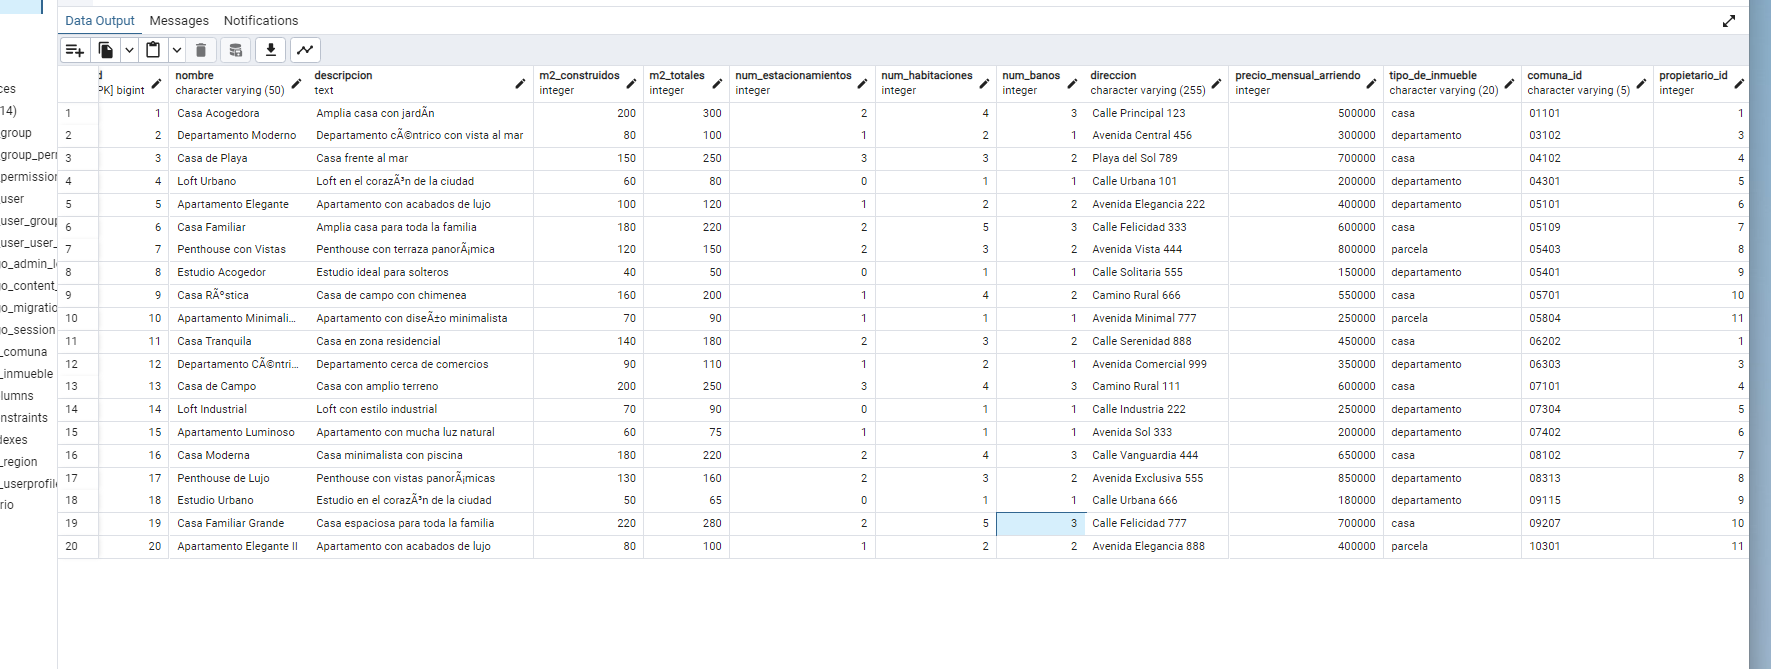 Data Output Messages Notifications
d nombre descripcion m2_construidos m2_totales num_estacionamientos num_habitaciones num_banos direccion precio_mensual_arriendo tipo_de_inmueble comuna_id propietario_id
PK] bigint character varying (50) text integer integer integer integer integer character varying (255) integer character varying (20) character varying (5) integer
1 1 Casa Acogedora Amplia casa con jardÃn 200 300 2 4 3 Calle Principal 123 500000 casa 01101 1
2 2 Departamento Moderno Departamento cÃ©ntrico con vista al mar 80 100 1 2 1 Avenida Central 456 300000 departamento 03102 3
3 3 Casa de Playa Casa frente al mar 150 250 3 3 2 Playa del Sol 789 700000 casa 04102 4
4 4 Loft Urbano Loft en el corazÃ³n de la ciudad 60 80 0 1 1 Calle Urbana 101 200000 departamento 04301 5
5 5 Apartamento Elegante Apartamento con acabados de lujo 100 120 1 2 2 Avenida Elegancia 222 400000 departamento 05101 6
6 6 Casa Familiar Amplia casa para toda la familia 180 220 2 5 3 Calle Felicidad 333 600000 casa 05109 7
7 7 Penthouse con Vistas Penthouse con terraza panorÃ¡mica 120 150 2 3 2 Avenida Vista 444 800000 parcela 05403 8
8 8 Estudio Acogedor Estudio ideal para solteros 40 50 0 1 1 Calle Solitaria 555 150000 departamento 05401 9
9 9 Casa RÃºstica Casa de campo con chimenea 160 200 1 4 2 Camino Rural 666 550000 casa 05701 10
10 10 Apartamento Minimali... Apartamento con diseÃ±o minimalista 70 90 1 1 1 Avenida Minimal 777 250000 parcela 05804 11
11 11 Casa Tranquila Casa en zona residencial 140 180 2 3 2 Calle Serenidad 888 450000 casa 06202 1
12 12 Departamento CÃ©ntri... Departamento cerca de comercios 90 110 1 2 1 Avenida Comercial 999 350000 departamento 06303 3
13 13 Casa de Campo Casa con amplio terreno 200 250 3 4 3 Camino Rural 111 600000 casa 07101 4
14 14 Loft Industrial Loft con estilo industrial 70 90 0 1 1 Calle Industria 222 250000 departamento 07304 5
15 15 Apartamento Luminoso Apartamento con mucha luz natural 60 75 1 1 1 Avenida Sol 333 200000 departamento 07402 6
16 16 Casa Moderna Casa minimalista con piscina 180 220 2 4 3 Calle Vanguardia 444 650000 casa 08102 7
17 17 Penthouse de Lujo Penthouse con vistas panorÃ¡micas 130 160 2 3 2 Avenida Exclusiva 555 850000 departamento 08313 8
18 18 Estudio Urbano Estudio en el corazÃ³n de la ciudad 50 65 0 1 1 Calle Urbana 666 180000 departamento 09115 9
19 19 Casa Familiar Grande Casa espaciosa para toda la familia 220 280 2 5 3 Calle Felicidad 777 700000 casa 09207 10
20 20 Apartamento Elegante II Apartamento con acabados de lujo 80 100 1 2 2 Avenida Elegancia 888 400000 parcela 10301 11
ces
14)
group
group_peri
permission
user
user_group
user_user_
o_admin_l
o_content_
o_migratio
o_session
_comuna
_inmueble
lumns
nstraints
dexes
_region
_userprofile
rio